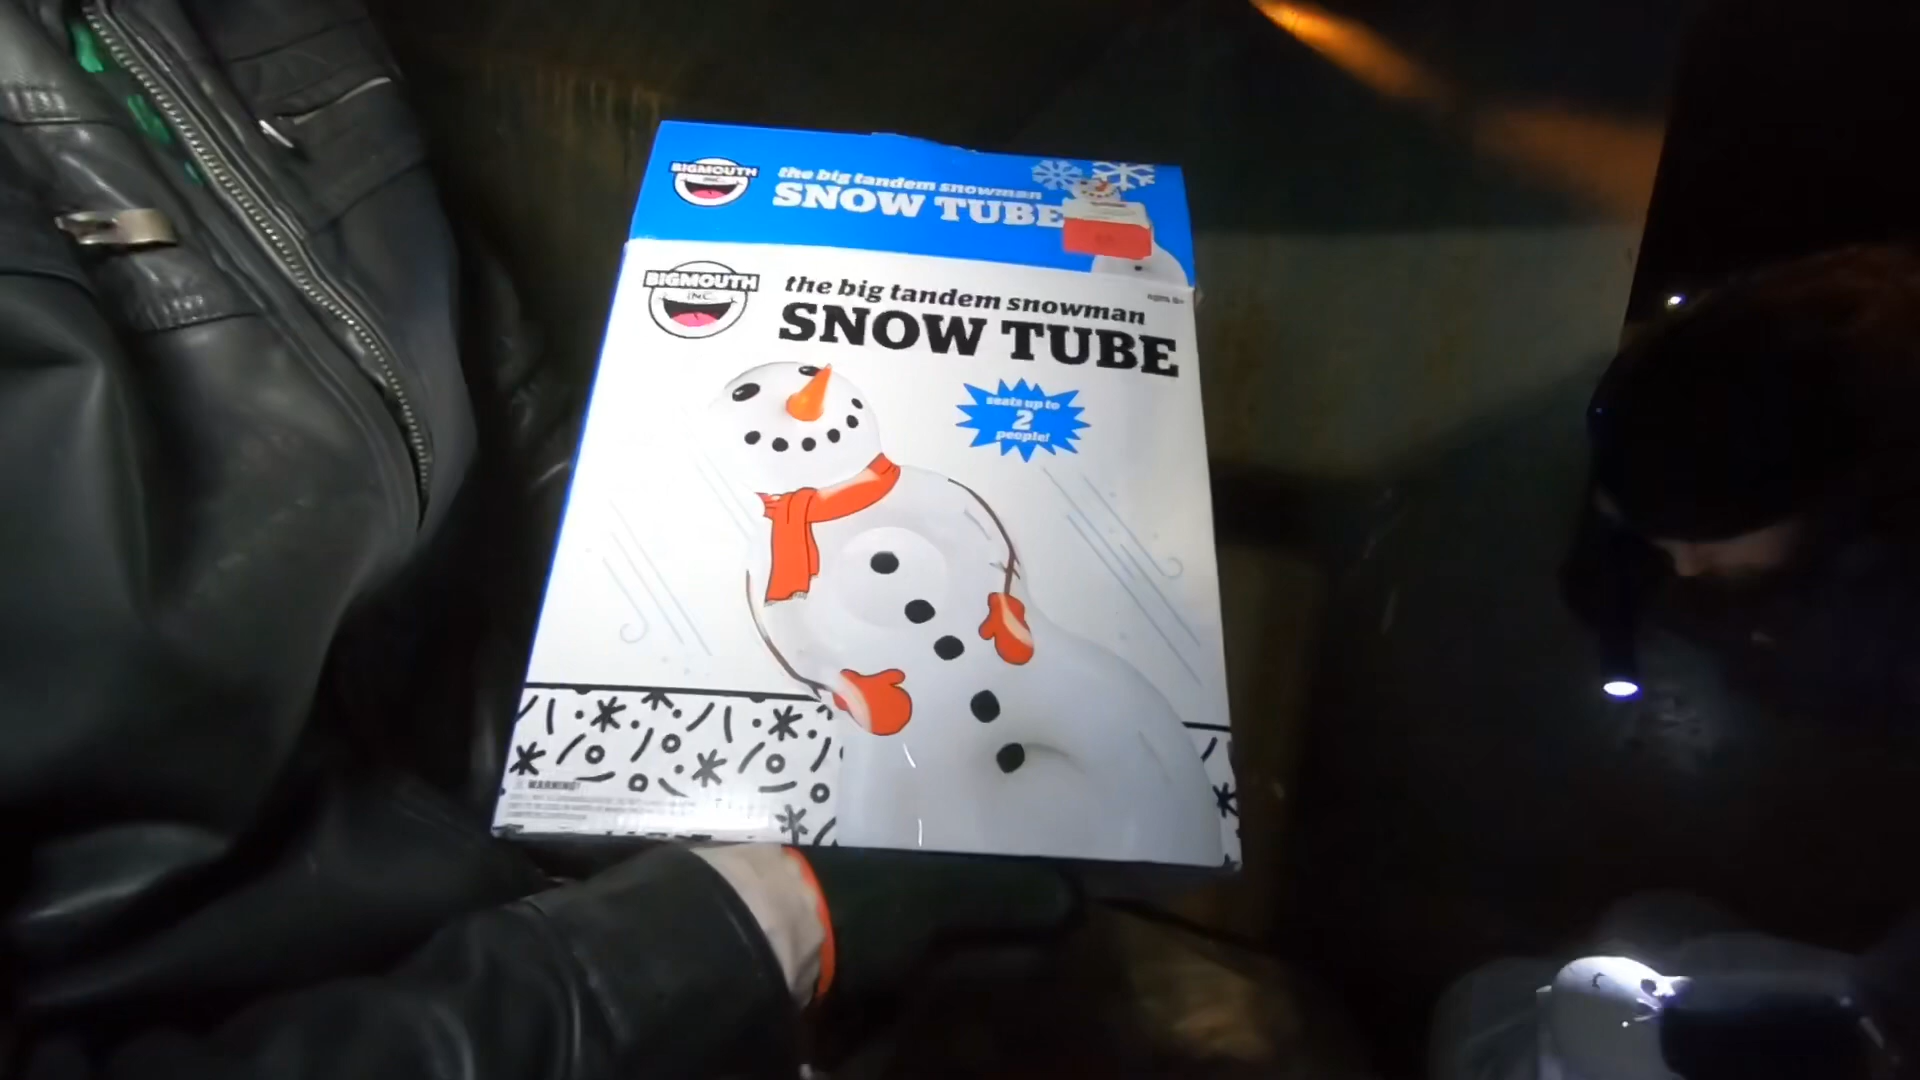 BIGMOUTH
INC.
the big tandem snowman
SNOW TUBE
BIGMOUTH
INC.
the big tandem snowman
SNOW TUBE
ages 8+
seats up to
2
people!
WARNING!